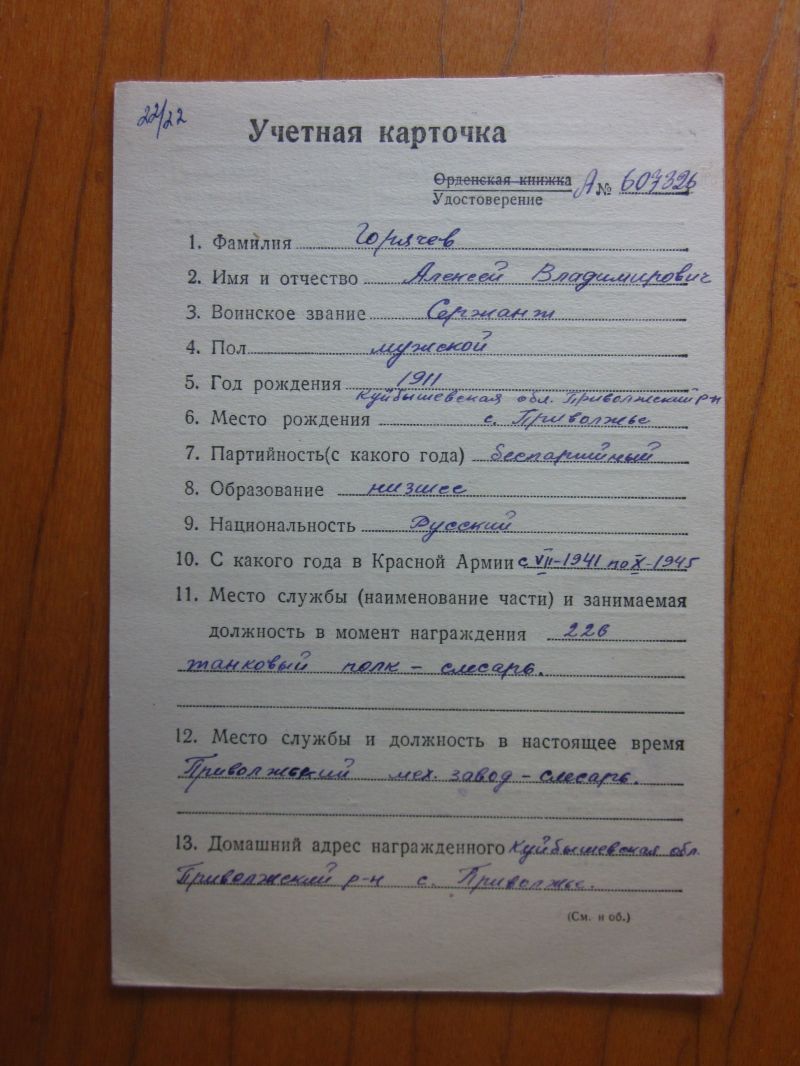 22/22
Учетная карточка
Орденская книжка А № 607326
Удостоверение
1. Фамилия Горячев
2. Имя и отчество Алексей Владимирович
3. Воинское звание Сержант
4. Пол мужской
5. Год рождения 1911
Куйбышевская обл. Приволжский р-н
6. Место рождения с. Приволжье
7. Партийность(с какого года) беспартийный
8. Образование низшее
9. Национальность Русский
10. С какого года в Красной Армии с VII-1941 по X-1945
11. Место службы (наименование части) и занимаемая
должность в момент награждения 226
танковый полк - слесарь.
12. Место службы и должность в настоящее время
Приволжский мех. завод - слесарь.
13. Домашний адрес награжденного Куйбышевская обл.
Приволжский р-н с. Приволжье.
(См. н об.)